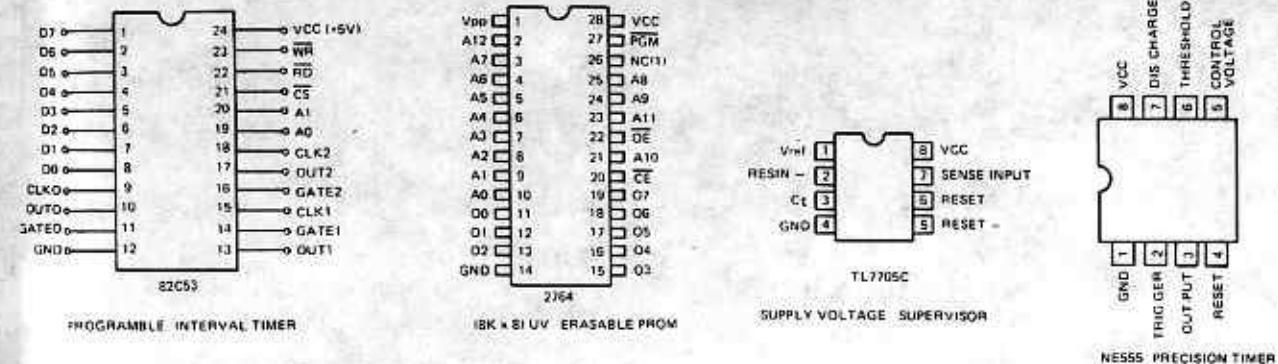 D7 1 24 VCC (+5V)
D6 2 23 WR
D5 3 22 RD
D4 4 21 CS
D3 5 20 A1
D2 6 19 A0
D1 7 18 CLK2
D0 8 17 OUT2
CLK0 9 16 GATE2
OUT0 10 15 CLK1
GATE0 11 14 GATE1
GND 12 13 OUT1
82C53
PROGRAMBLE INTERVAL TIMER
Vpp 1 28 VCC
A12 2 27 PGM
A7 3 26 NC(1)
A6 4 25 A8
A5 5 24 A9
A4 6 23 A11
A3 7 22 OE
A2 8 21 A10
A1 9 20 CE
A0 10 19 O7
O0 11 18 O6
O1 12 17 O5
O2 13 16 O4
GND 14 15 O3
2764
(8K x 8) UV ERASABLE PROM
Vref 1 8 VCC
RESIN – 2 7 SENSE INPUT
Ct 3 6 RESET
GND 4 5 RESET –
TL7705C
SUPPLY VOLTAGE SUPERVISOR
VCC
DIS CHARGE
THRESHOLD
CONTROL
VOLTAGE
8 7 6 5
1 2 3 4
GND
TRIG GER
OUT PUT
RESET
NE555 PRECISION TIMER